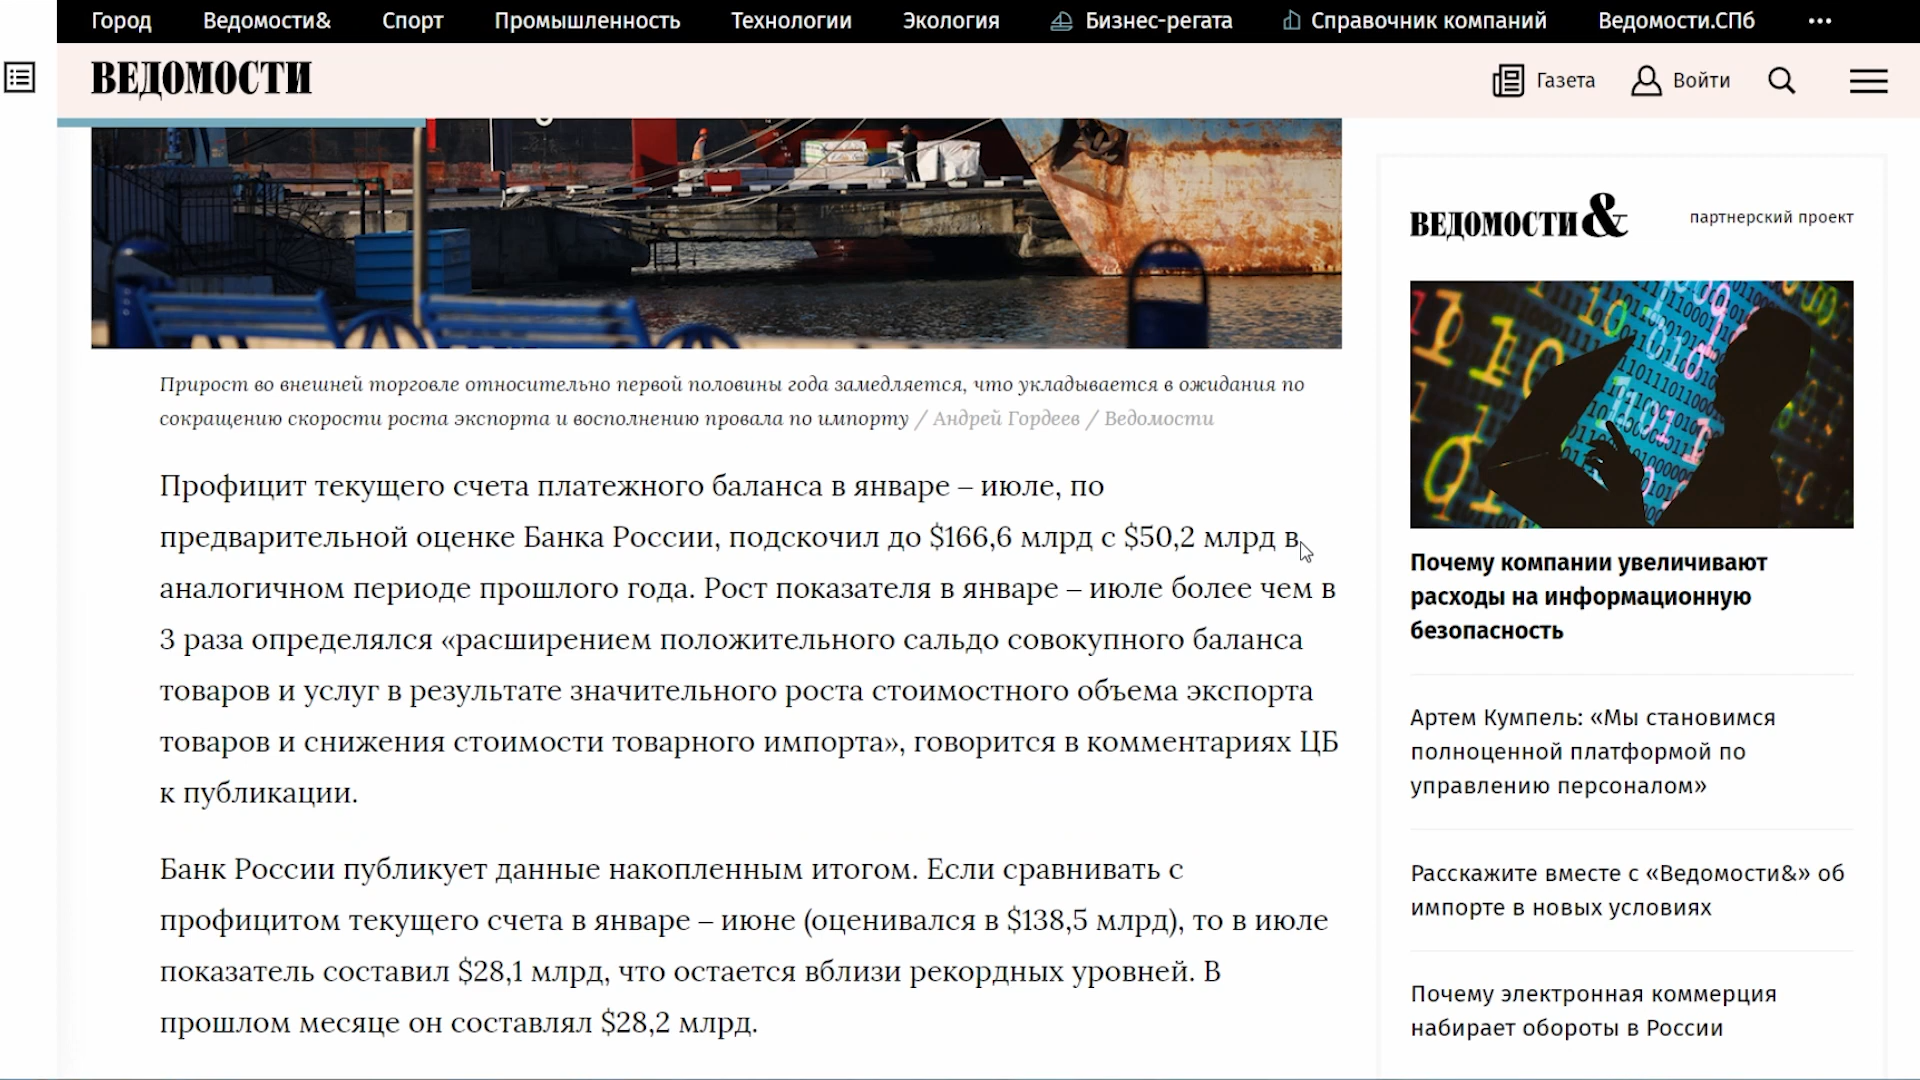 Город Ведомости& Спорт Промышленность Технологии Экология Бизнес-регата Справочник компаний Ведомости.СПб ...
ВЕДОМОСТИ
Газета Войти
Прирост во внешней торговле относительно первой половины года замедляется, что укладывается в ожидания по
сокращению скорости роста экспорта и восполнению провала по импорту / Андрей Гордеев / Ведомости
Профицит текущего счета платежного баланса в январе – июле, по
предварительной оценке Банка России, подскочил до $166,6 млрд с $50,2 млрд в
аналогичном периоде прошлого года. Рост показателя в январе – июле более чем в
3 раза определялся «расширением положительного сальдо совокупного баланса
товаров и услуг в результате значительного роста стоимостного объема экспорта
товаров и снижения стоимости товарного импорта», говорится в комментариях ЦБ
к публикации.
Банк России публикует данные накопленным итогом. Если сравнивать с
профицитом текущего счета в январе – июне (оценивался в $138,5 млрд), то в июле
показатель составил $28,1 млрд, что остается вблизи рекордных уровней. В
прошлом месяце он составлял $28,2 млрд.
ВЕДОМОСТИ&
партнерский проект
Почему компании увеличивают
расходы на информационную
безопасность
Артем Кумпель: «Мы становимся
полноценной платформой по
управлению персоналом»
Расскажите вместе с «Ведомости&» об
импорте в новых условиях
Почему электронная коммерция
набирает обороты в России